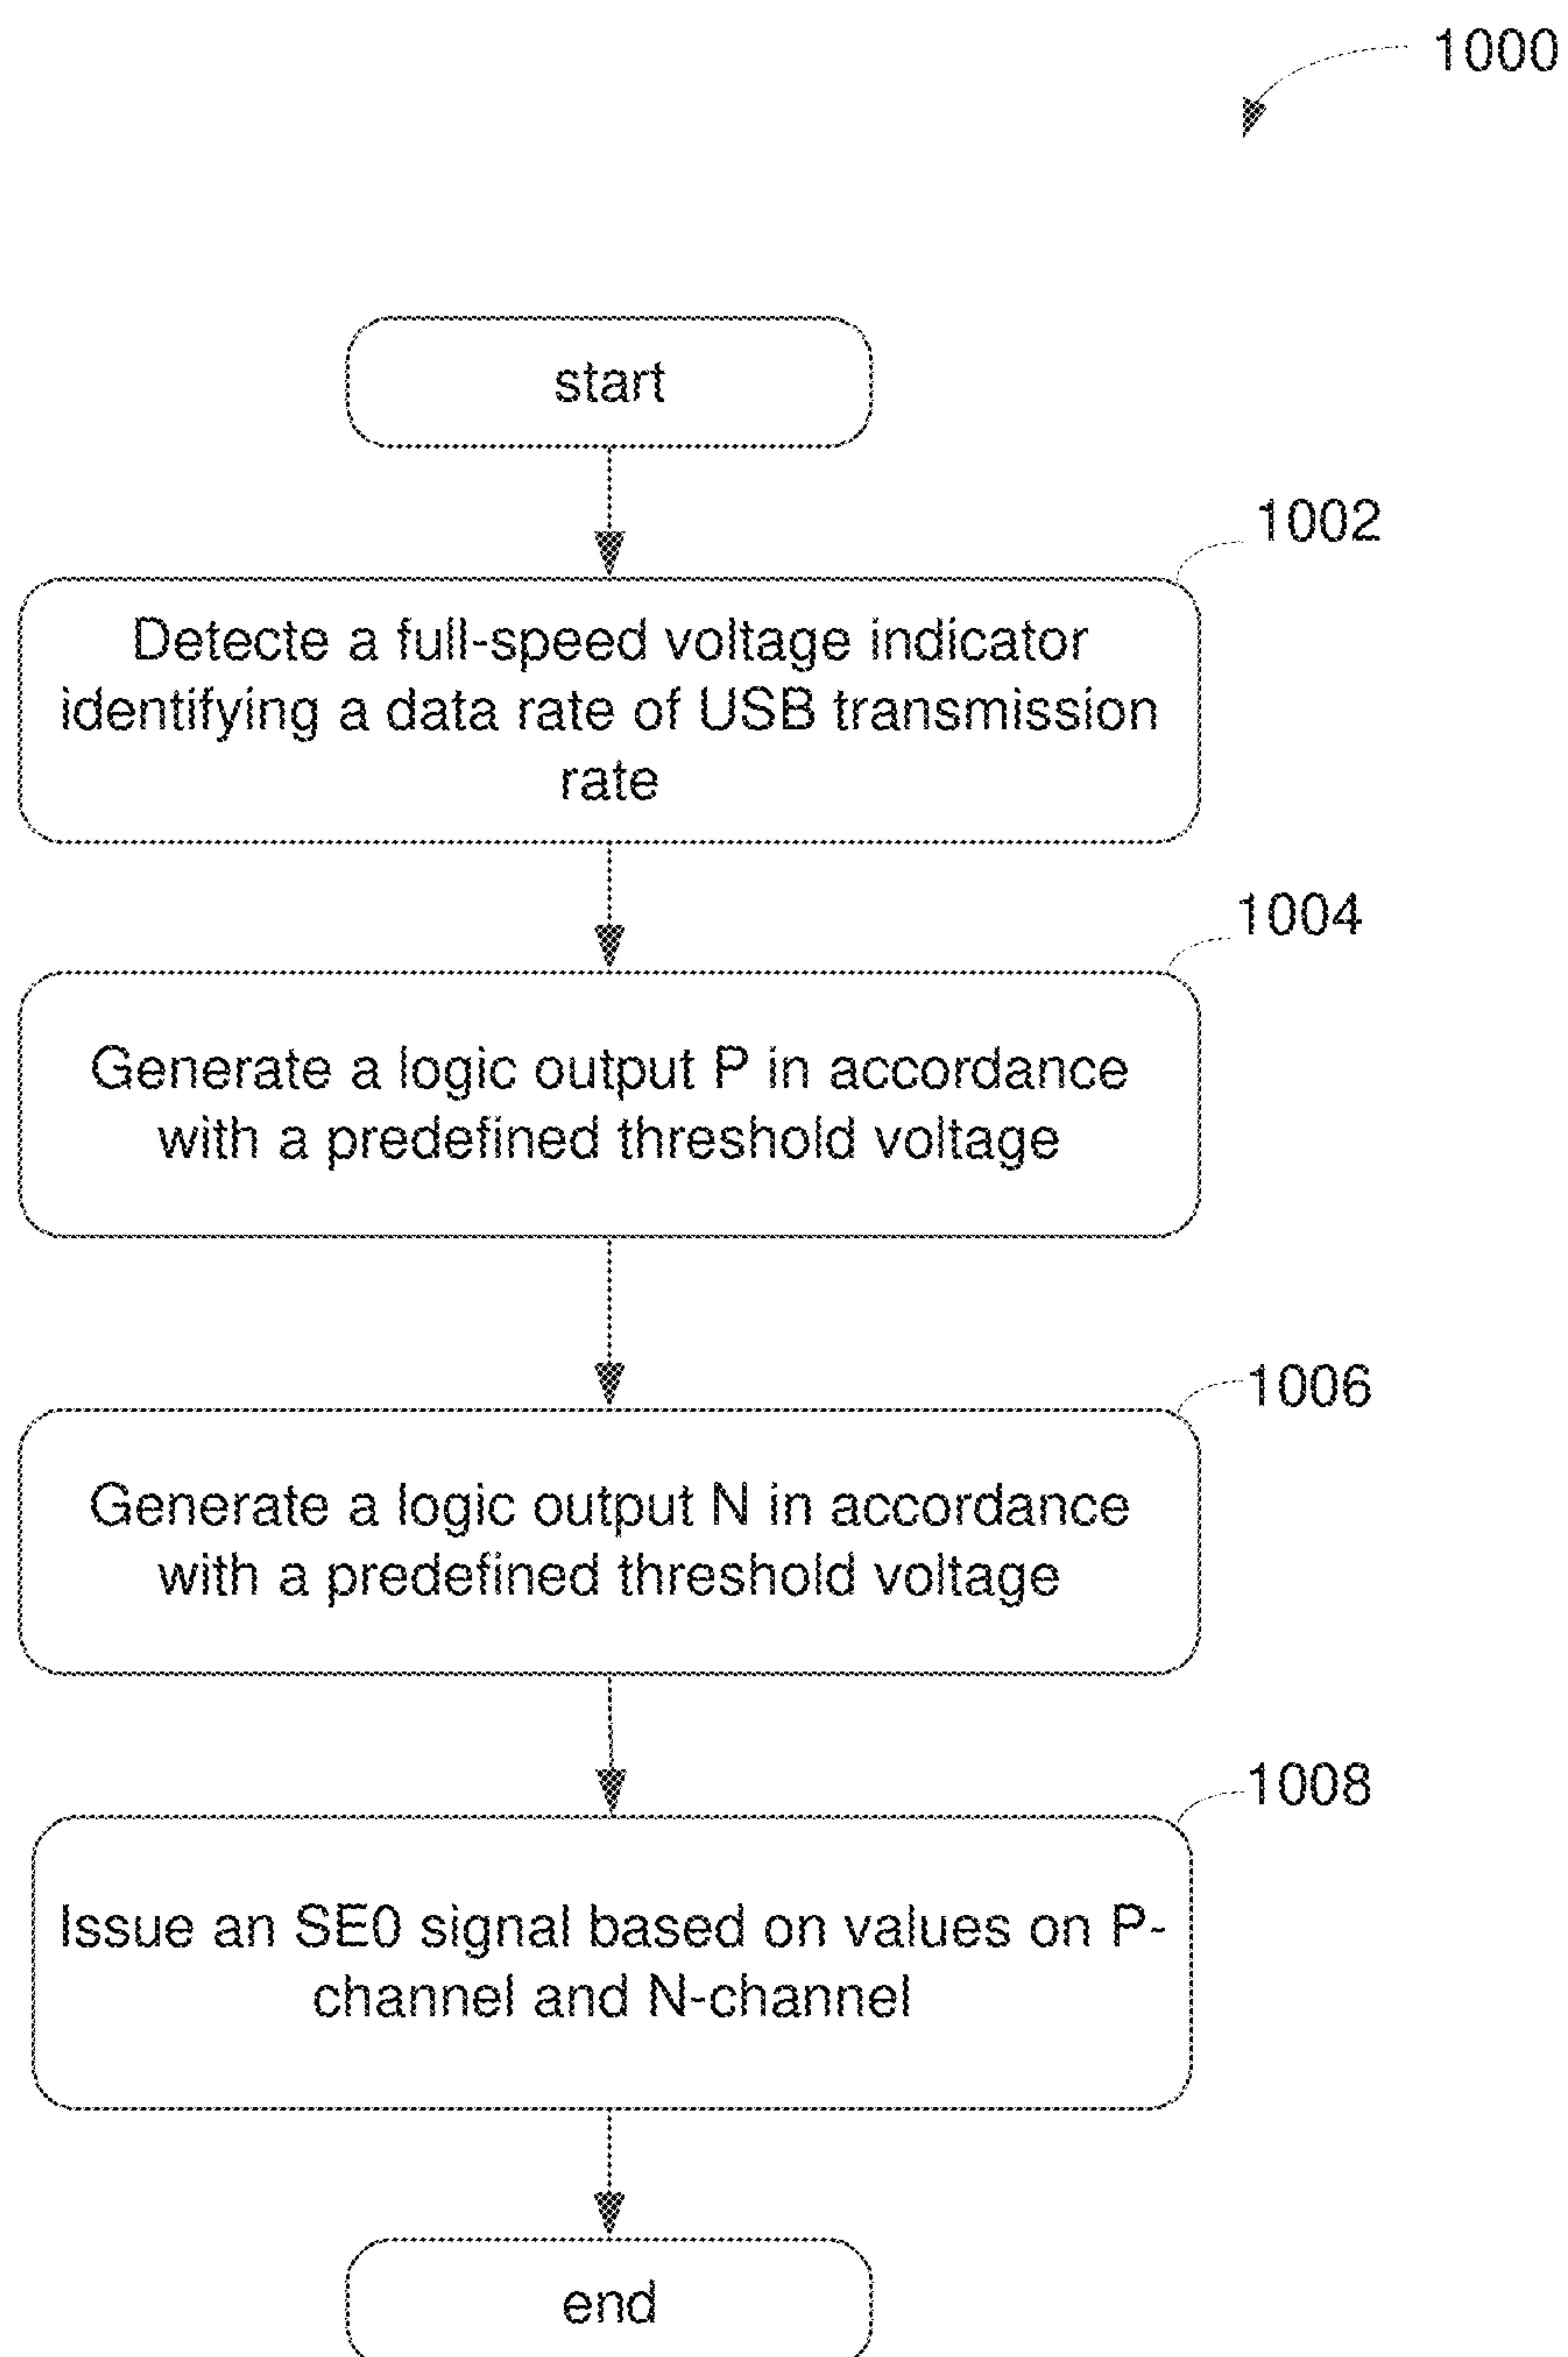 1000
start
1002
Detecte a full-speed voltage indicator
identifying a data rate of USB transmission
rate
1004
Generate a logic output P in accordance
with a predefined threshold voltage
1006
Generate a logic output N in accordance
with a predefined threshold voltage
1008
Issue an SE0 signal based on values on P-
channel and N-channel
end